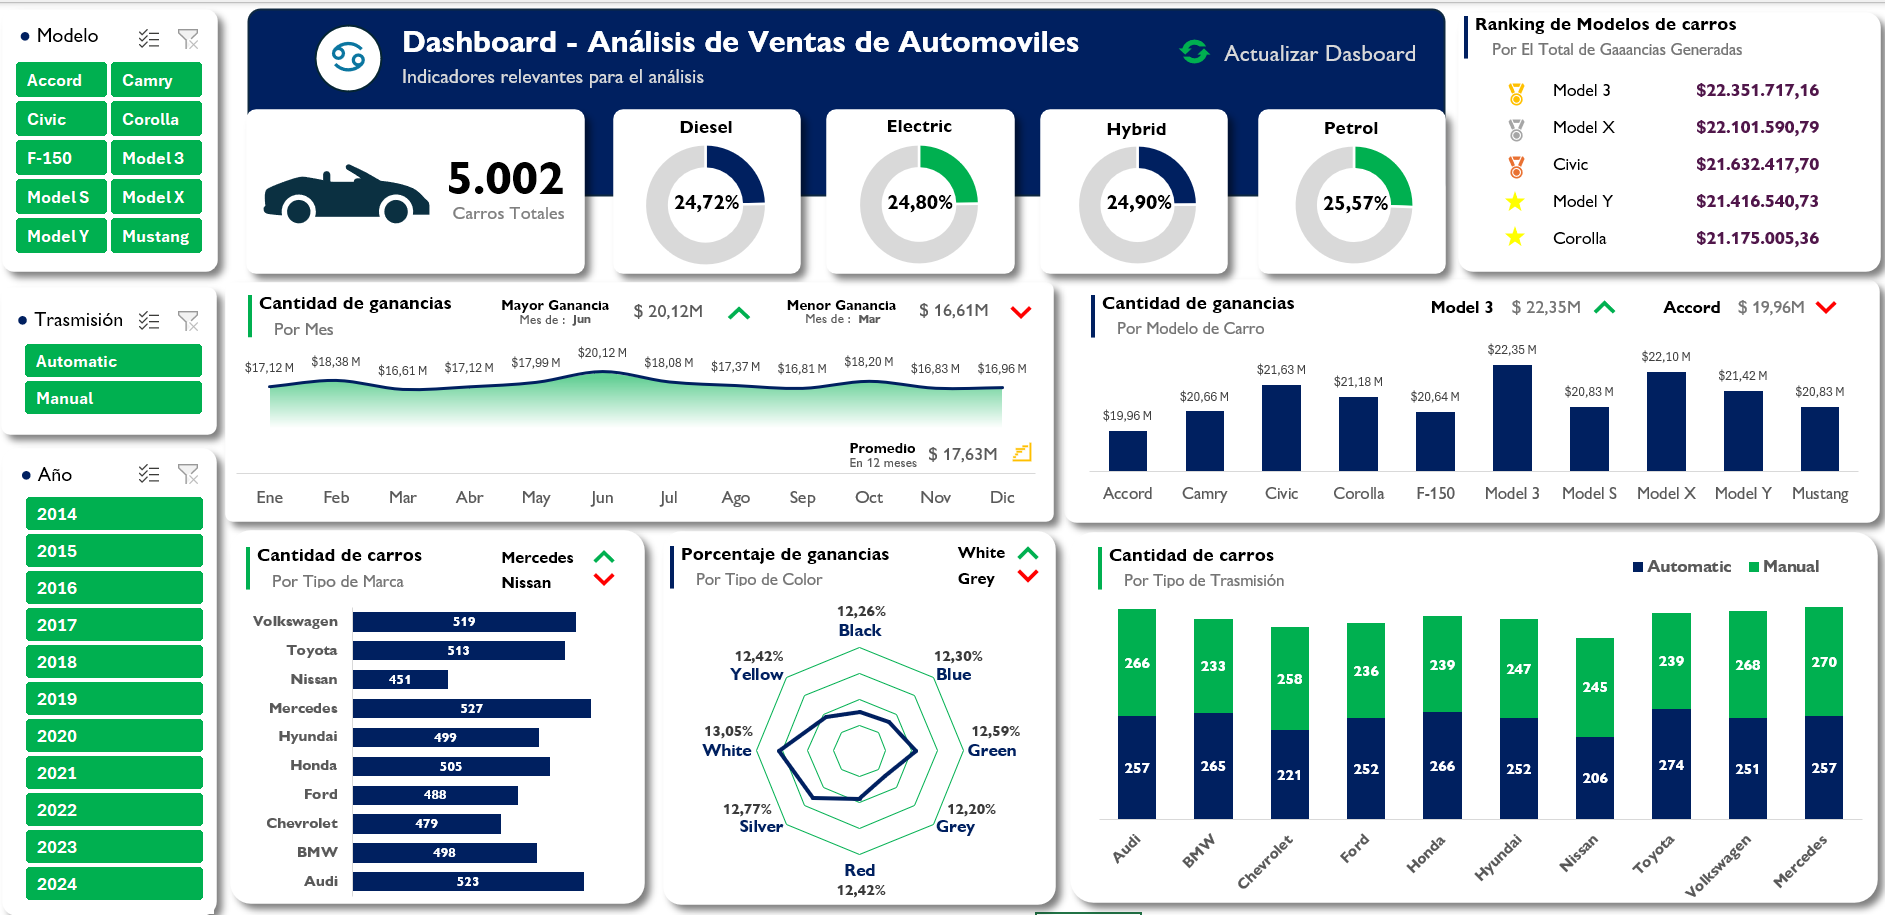 Modelo
Accord
Camry
Civic
Corolla
F-150
Model 3
Model S
Model X
Model Y
Mustang
Trasmisión
Automatic
Manual
Año
2014
2015
2016
2017
2018
2019
2020
2021
2022
2023
2024
Dashboard - Análisis de Ventas de Automoviles
Indicadores relevantes para el análisis
Actualizar Dasboard
5.002
Carros Totales
Diesel
24,72%
Electric
24,80%
Hybrid
24,90%
Petrol
25,57%
Ranking de Modelos de carros
Por El Total de Gaaancias Generadas
Model 3 $22.351.717,16
Model X $22.101.590,79
Civic $21.632.417,70
Model Y $21.416.540,73
Corolla $21.175.005,36
Cantidad de ganancias
Por Mes
Mayor Ganancia
Mes de : Jun
$ 20,12M
Menor Ganancia
Mes de : Mar
$ 16,61M
$17,12 M $18,38 M $16,61 M $17,12 M $17,99 M $20,12 M $18,08 M $17,37 M $16,81 M $18,20 M $16,83 M $16,96 M
Promedio
En 12 meses
$ 17,63M
Ene Feb Mar Abr May Jun Jul Ago Sep Oct Nov Dic
Cantidad de ganancias
Por Modelo de Carro
Model 3 $ 22,35M
Accord $ 19,96M
$19,96 M $20,66 M $21,63 M $21,18 M $20,64 M $22,35 M $20,83 M $22,10 M $21,42 M $20,83 M
Accord Camry Civic Corolla F-150 Model 3 Model S Model X Model Y Mustang
Cantidad de carros
Por Tipo de Marca
Mercedes
Nissan
Volkswagen 519
Toyota 513
Nissan 451
Mercedes 527
Hyundai 499
Honda 505
Ford 488
Chevrolet 479
BMW 498
Audi 523
Porcentaje de ganancias
Por Tipo de Color
White
Grey
12,26%
Black
12,30%
Blue
12,59%
Green
12,20%
Grey
Red
12,42%
12,77%
Silver
13,05%
White
12,42%
Yellow
Cantidad de carros
Por Tipo de Trasmisión
Automatic Manual
266 233 258 236 239 247 245 239 268 270
257 265 221 252 266 252 206 274 251 257
Audi BMW Chevrolet Ford Honda Hyundai Nissan Toyota Volkswagen Mercedes